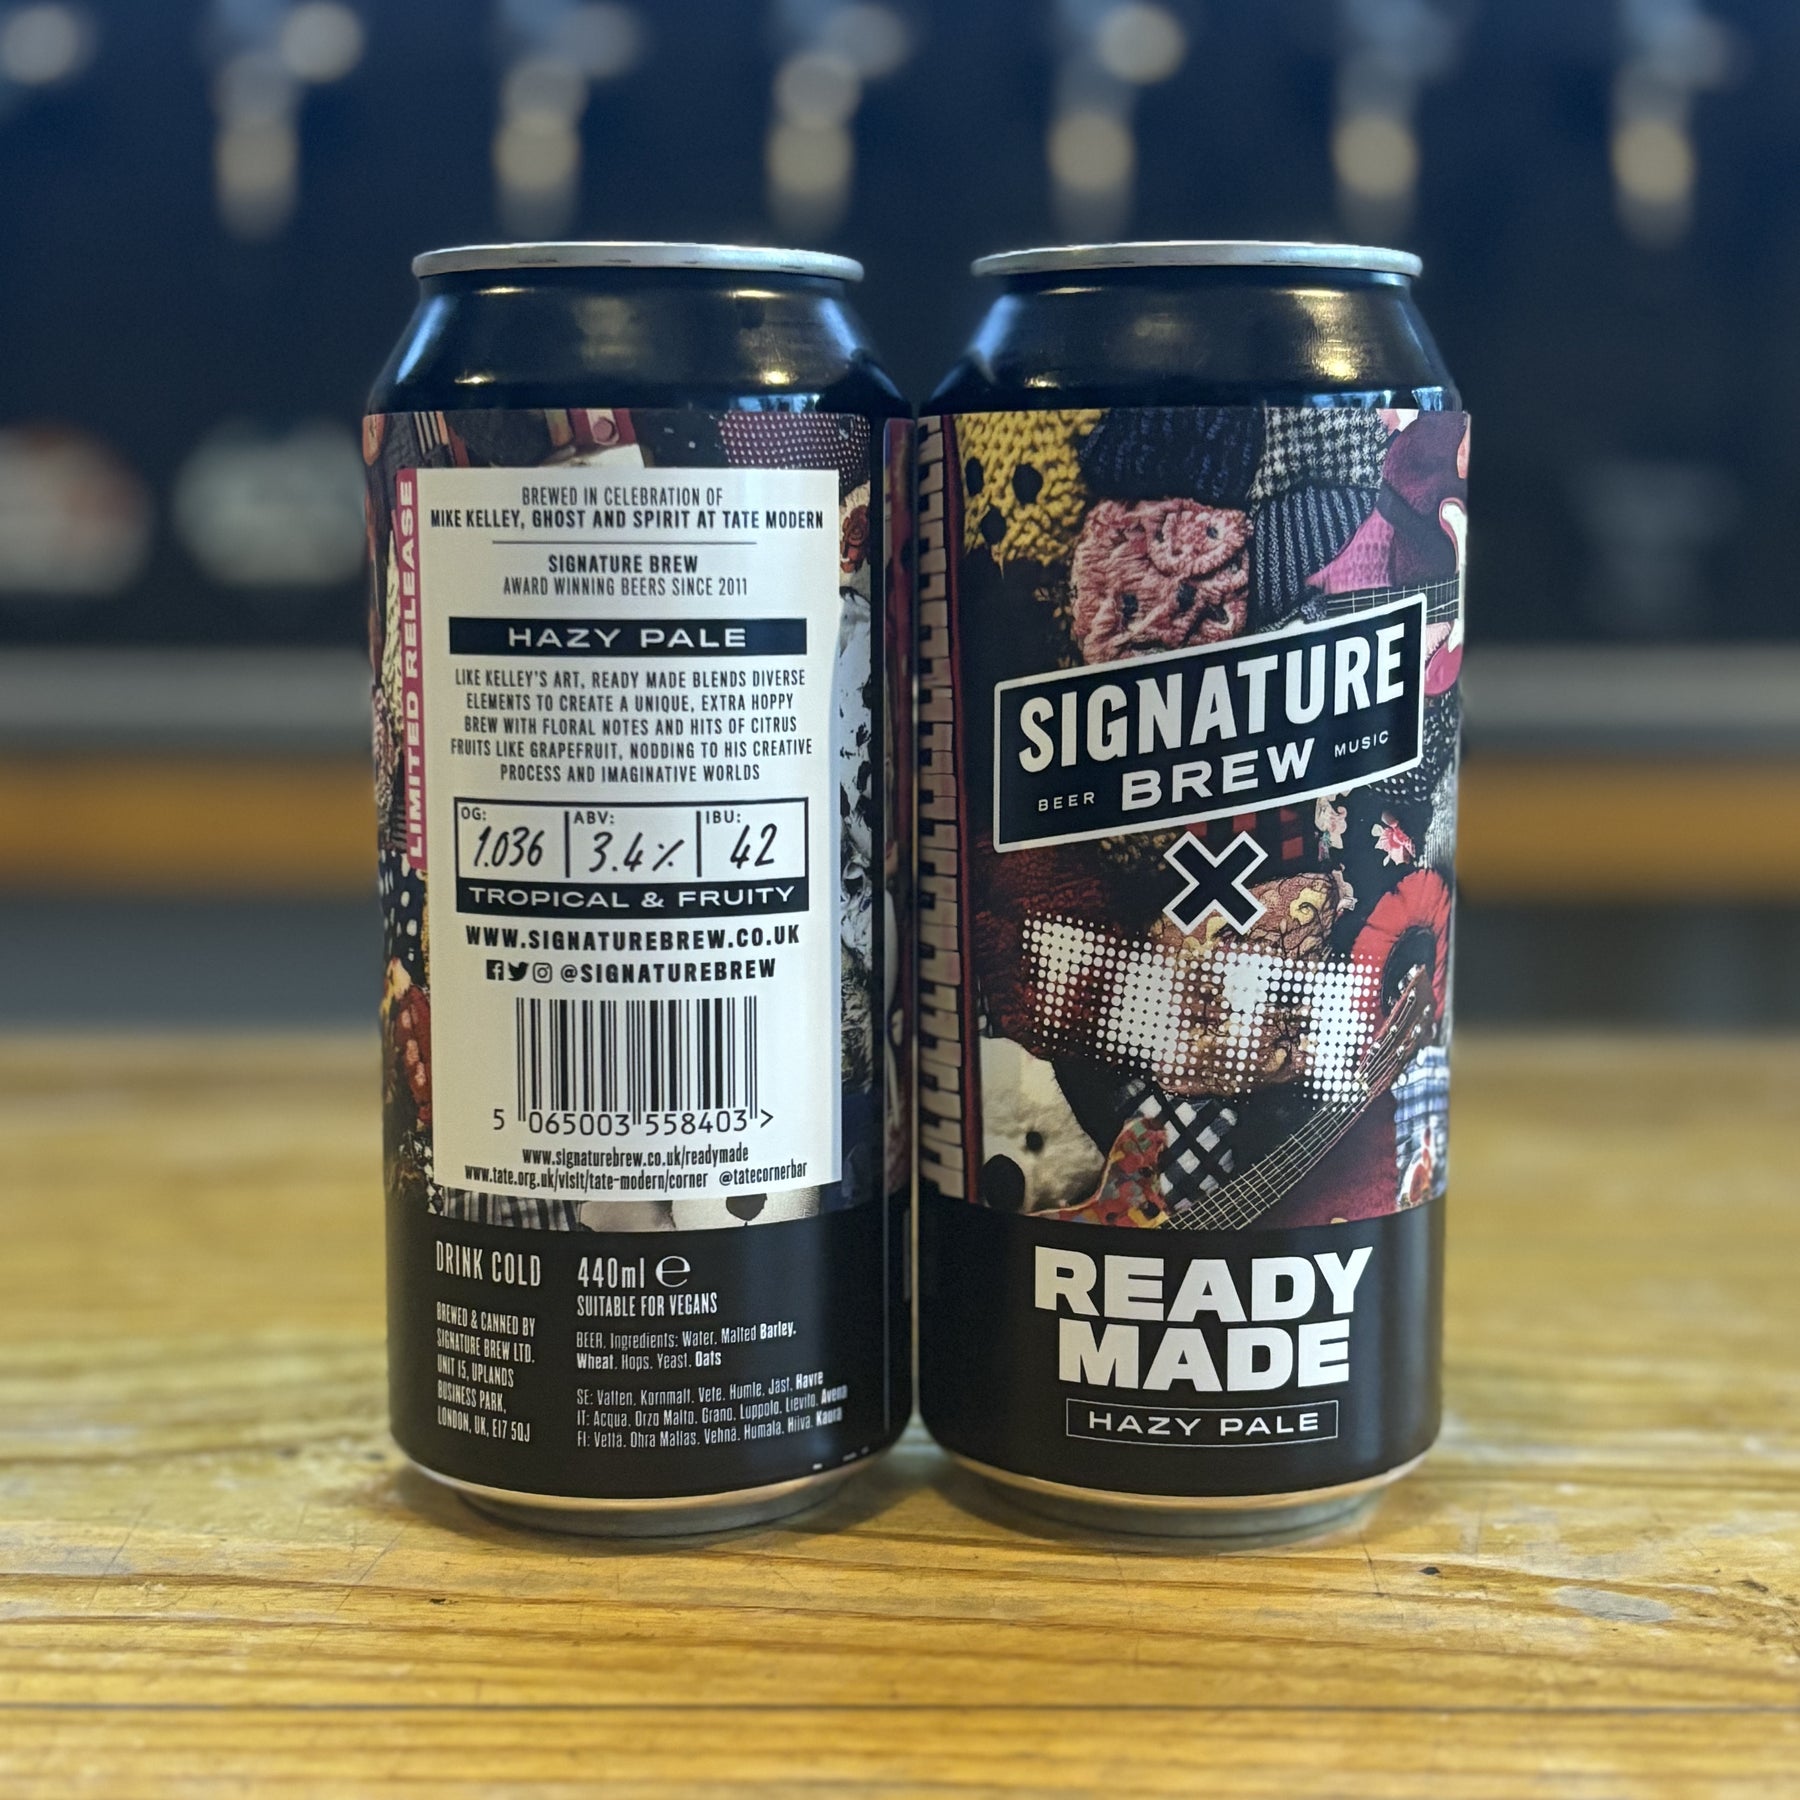 LIMITED RELEASE
BREWED IN CELEBRATION OF
MIKE KELLEY, GHOST AND SPIRIT AT TATE MODERN
SIGNATURE BREW
AWARD WINNING BEERS SINCE 2011
HAZY PALE
LIKE KELLEY'S ART, READY MADE BLENDS DIVERSE
ELEMENTS TO CREATE A UNIQUE, EXTRA HOPPY
BREW WITH FLORAL NOTES AND HITS OF CITRUS
FRUITS LIKE GRAPEFRUIT, NODDING TO HIS CREATIVE
PROCESS AND IMAGINATIVE WORLDS
OG: ABV: IBU:
1.036 3.4% 42
TROPICAL & FRUITY
WWW.SIGNATUREBREW.CO.UK
@SIGNATUREBREW
5 065003 558403 >
www.signaturebrew.co.uk/readymade
www.tate.org.uk/visit/tate-modern/corner @tatecornerbar
DRINK COLD
BREWED & CANNED BY
SIGNATURE BREW LTD.
UNIT 15, UPLANDS
BUSINESS PARK,
LONDON, UK, E17 5QJ
440ml ℮
SUITABLE FOR VEGANS
BEER. Ingredients: Water, Malted Barley,
Wheat, Hops, Yeast, Oats
SE: Vatten, Kornmalt, Vete, Humle, Jäst, Havre
IT: Acqua, Orzo Malto, Grano, Luppolo, Lievito, Avena
FI: Vettä, Ohra Mallas, Vehnä, Humala, Hiiva, Kaura
SIGNATURE
BEER BREW MUSIC
X
TATE
READY
MADE
HAZY PALE